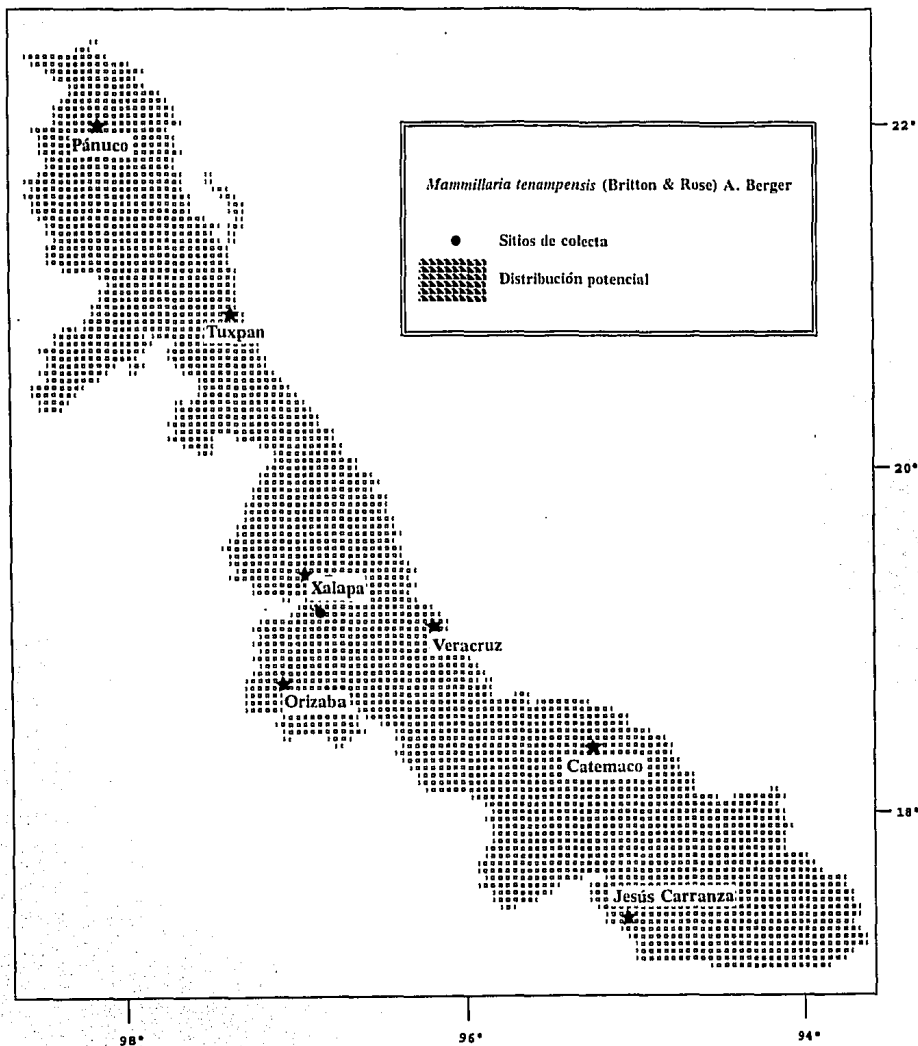 22°
Pánuco
Mammillaria tenampensis (Britton & Rose) A. Berger
Sitios de colecta
Distribución potencial
Tuxpan
20°
Xalapa
Veracruz
Orizaba
Catemaco
18°
Jesús Carranza
98°
96°
94°